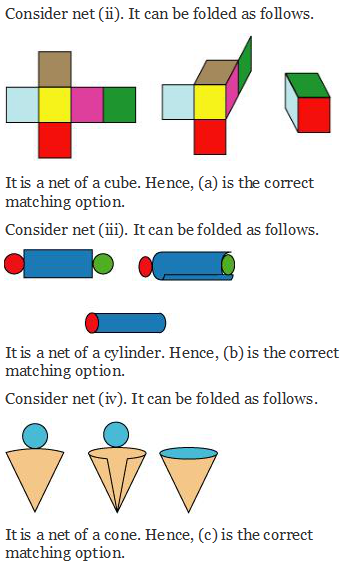 Consider net (ii). It can be folded as follows.
It is a net of a cube. Hence, (a) is the correct
matching option.
Consider net (iii). It can be folded as follows.
It is a net of a cylinder. Hence, (b) is the correct
matching option.
Consider net (iv). It can be folded as follows.
It is a net of a cone. Hence, (c) is the correct
matching option.